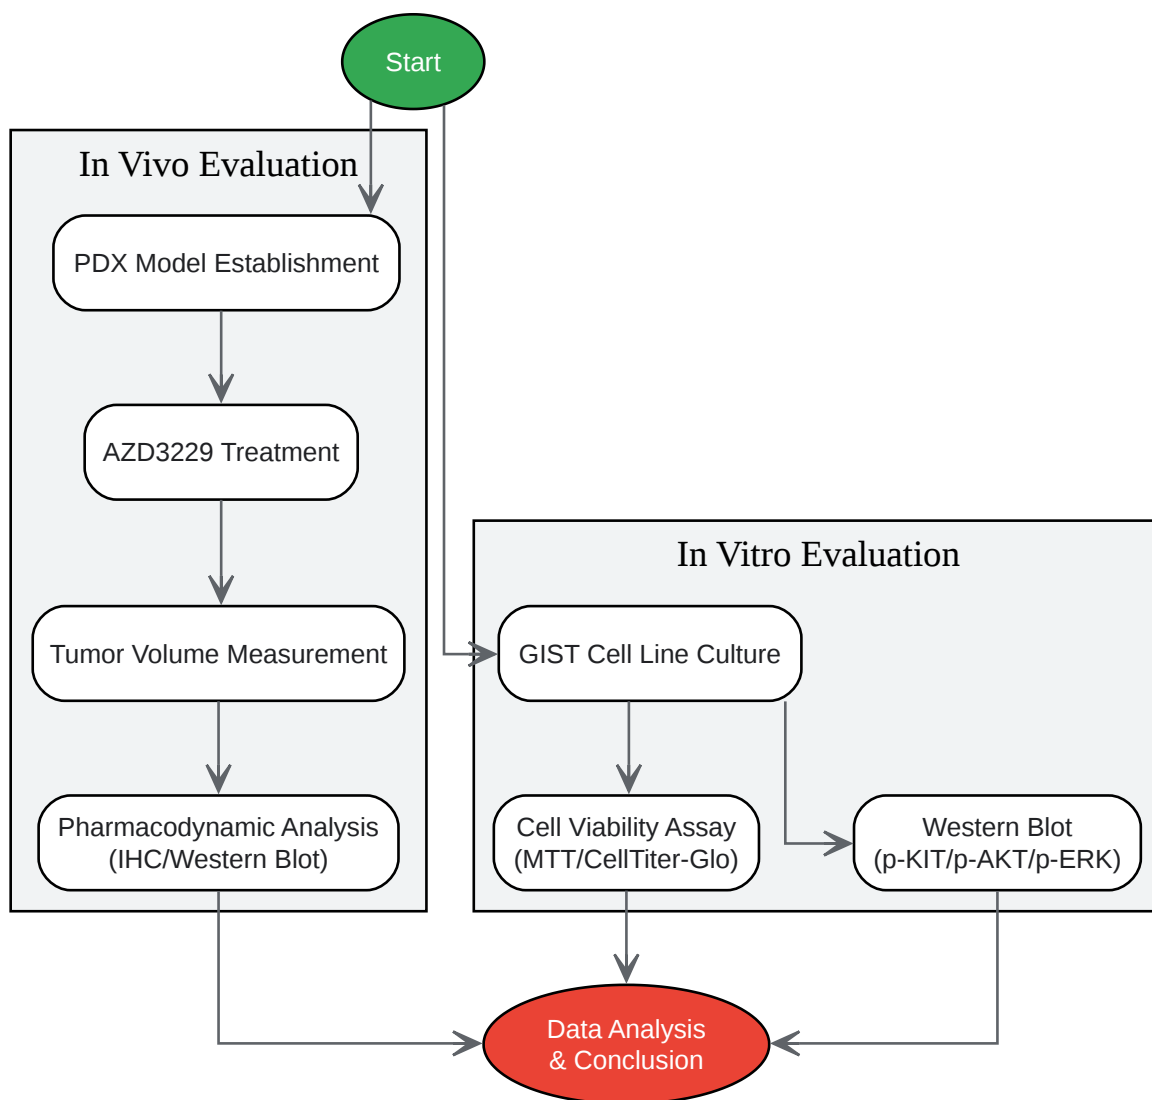 Start
In Vivo Evaluation
PDX Model Establishment
AZD3229 Treatment
Tumor Volume Measurement
Pharmacodynamic Analysis
(IHC/Western Blot)
In Vitro Evaluation
GIST Cell Line Culture
Cell Viability Assay
(MTT/CellTiter-Glo)
Western Blot
(p-KIT/p-AKT/p-ERK)
Data Analysis
& Conclusion